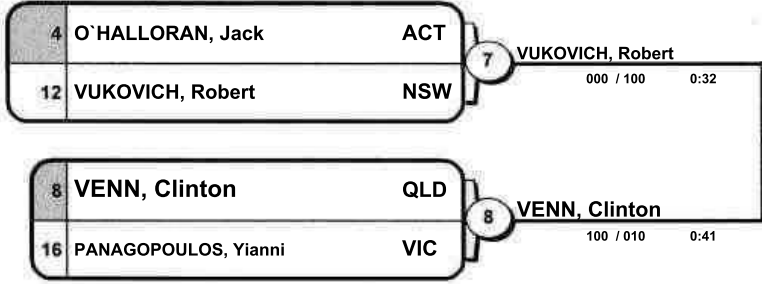 4 O`HALLORAN, Jack ACT
12 VUKOVICH, Robert NSW
7 VUKOVICH, Robert
000 / 100 0:32
8 VENN, Clinton QLD
16 PANAGOPOULOS, Yianni VIC
8 VENN, Clinton
100 / 010 0:41